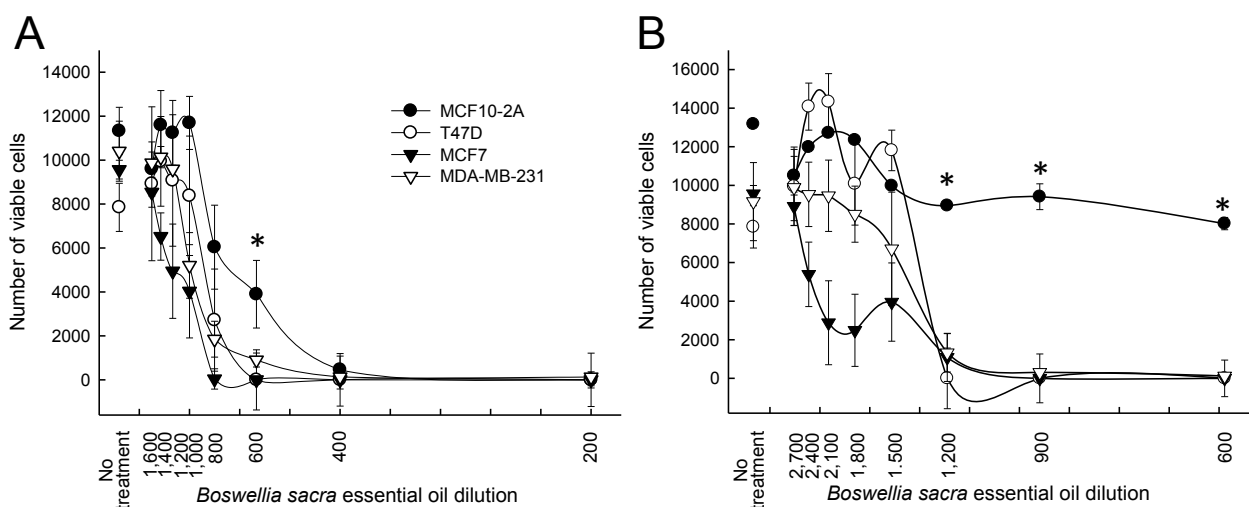 A
14000
12000
10000
8000
6000
4000
2000
0
Number of viable cells
MCF10-2A
T47D
MCF7
MDA-MB-231
*
No
treatment
1,600
1,400
1,200
1,000
800
600
400
200
Boswellia sacra essential oil dilution
B
16000
14000
12000
10000
8000
6000
4000
2000
0
Number of viable cells
* * *
No
treatment
2,700
2,400
2,100
1,800
1.500
1,200
900
600
Boswellia sacra essential oil dilution